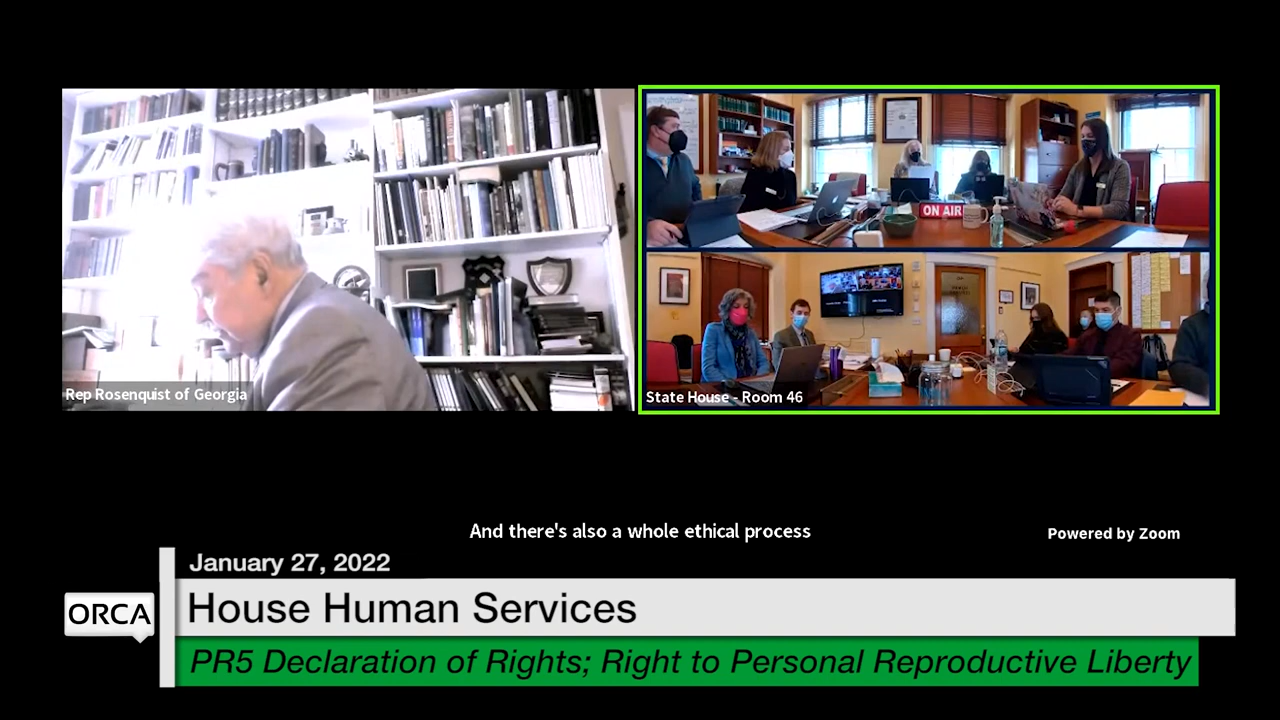 Rep Rosenquist of Georgia
ON AIR
State House - Room 46
And there's also a whole ethical process
Powered by Zoom
January 27, 2022
ORCA
House Human Services
PR5 Declaration of Rights; Right to Personal Reproductive Liberty